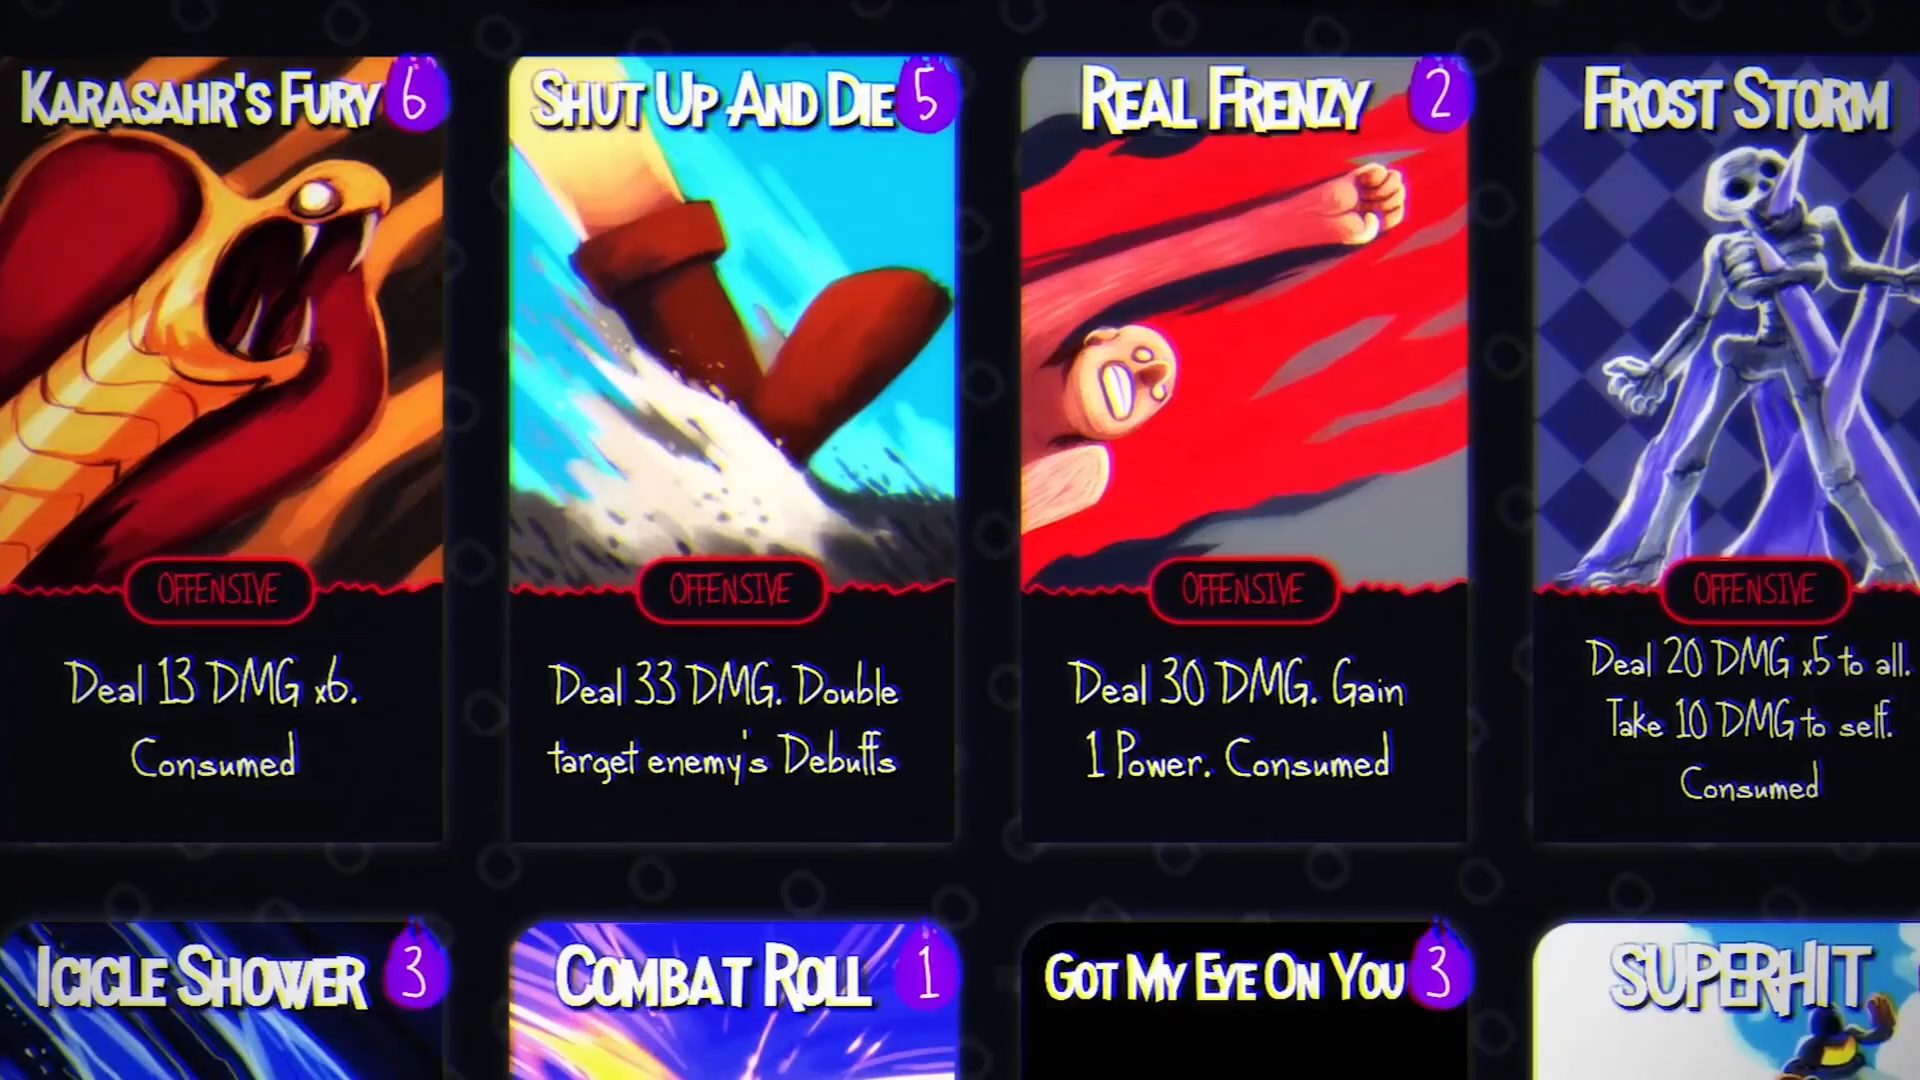 KARASAHR'S FURY 6
OFFENSIVE
Deal 13 DMG x6.
Consumed
SHUT UP AND DIE 5
OFFENSIVE
Deal 33 DMG. Double
target enemy's Debuffs
REAL FRENZY 2
OFFENSIVE
Deal 30 DMG. Gain
1 Power. Consumed
FROST STORM
OFFENSIVE
Deal 20 DMG x5 to all.
Take 10 DMG to self.
Consumed
ICICLE SHOWER 3
COMBAT ROLL 1
GOT MY EYE ON YOU 3
SUPERHIT